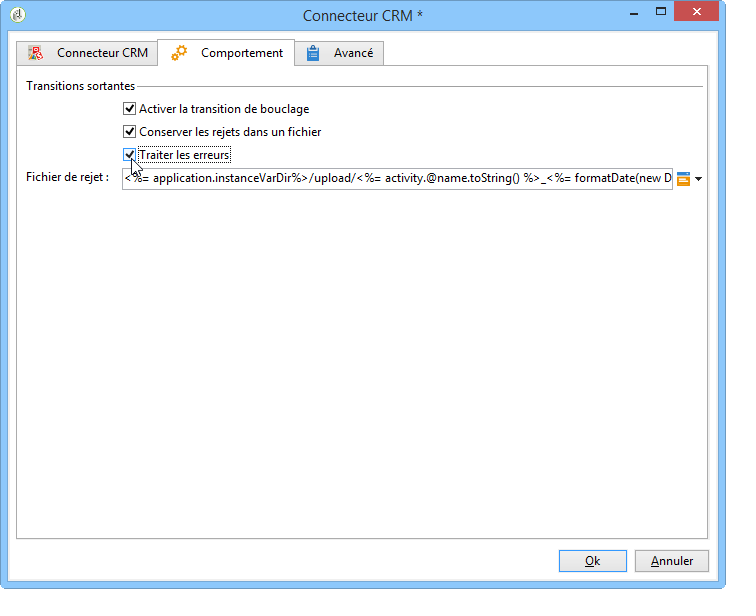 Connecteur CRM *
Connecteur CRM
Comportement
Avancé
Transitions sortantes
Activer la transition de bouclage
Conserver les rejets dans un fichier
Traiter les erreurs
Fichier de rejet : <%= application.instanceVarDir%>/upload/<%= activity.@name.toString() %>_<%= formatDate(new D
Ok
Annuler